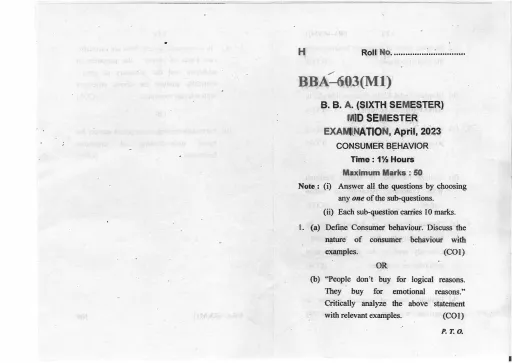 H Roll No. ..............................
BBA–603(M1)
B. B. A. (SIXTH SEMESTER)
MID SEMESTER
EXAMINATION, April, 2023
CONSUMER BEHAVIOR
Time : 1½ Hours
Maximum Marks : 50
Note : (i) Answer all the questions by choosing
any one of the sub-questions.
(ii) Each sub-question carries 10 marks.
1. (a) Define Consumer behaviour. Discuss the
nature of consumer behaviour with
examples. (CO1)
OR
(b) “People don’t buy for logical reasons.
They buy for emotional reasons.”
Critically analyze the above statement
with relevant examples. (CO1)
P. T. O.